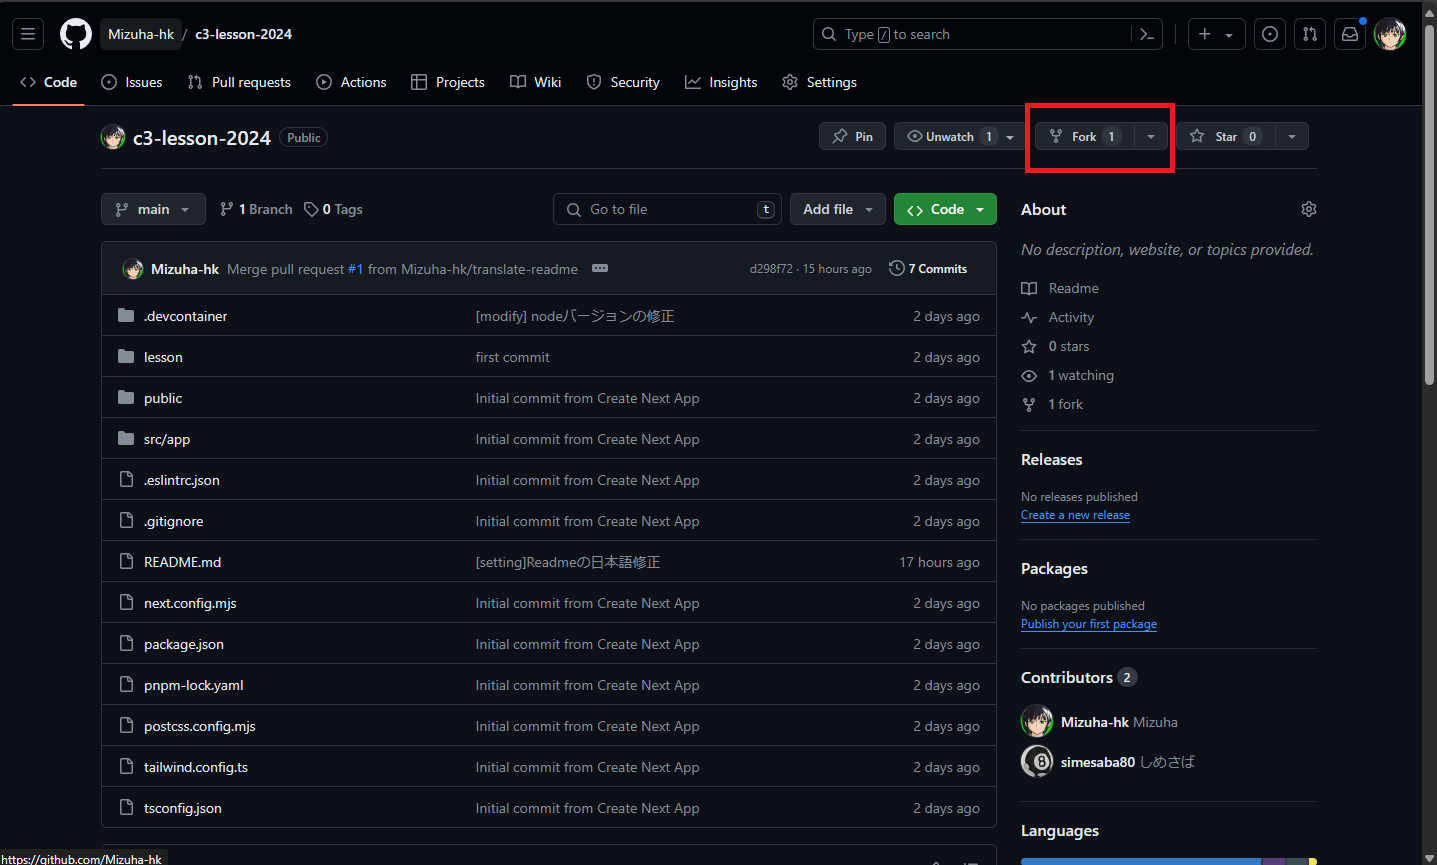 Mizuha-hk / c3-lesson-2024
Type / to search
Code Issues Pull requests Actions Projects Wiki Security Insights Settings
c3-lesson-2024 Public
Pin Unwatch 1 Fork 1 Star 0
main 1 Branch 0 Tags Go to file t Add file Code
Mizuha-hk Merge pull request #1 from Mizuha-hk/translate-readme d298f72 · 15 hours ago 7 Commits
.devcontainer [modify] nodeバージョンの修正 2 days ago
lesson first commit 2 days ago
public Initial commit from Create Next App 2 days ago
src/app Initial commit from Create Next App 2 days ago
.eslintrc.json Initial commit from Create Next App 2 days ago
.gitignore Initial commit from Create Next App 2 days ago
README.md [setting]Readmeの日本語修正 17 hours ago
next.config.mjs Initial commit from Create Next App 2 days ago
package.json Initial commit from Create Next App 2 days ago
pnpm-lock.yaml Initial commit from Create Next App 2 days ago
postcss.config.mjs Initial commit from Create Next App 2 days ago
tailwind.config.ts Initial commit from Create Next App 2 days ago
tsconfig.json Initial commit from Create Next App 2 days ago
About
No description, website, or topics provided.
Readme
Activity
0 stars
1 watching
1 fork
Releases
No releases published
Create a new release
Packages
No packages published
Publish your first package
Contributors 2
Mizuha-hk Mizuha
simesaba80 しめさば
Languages
https://github.com/Mizuha-hk